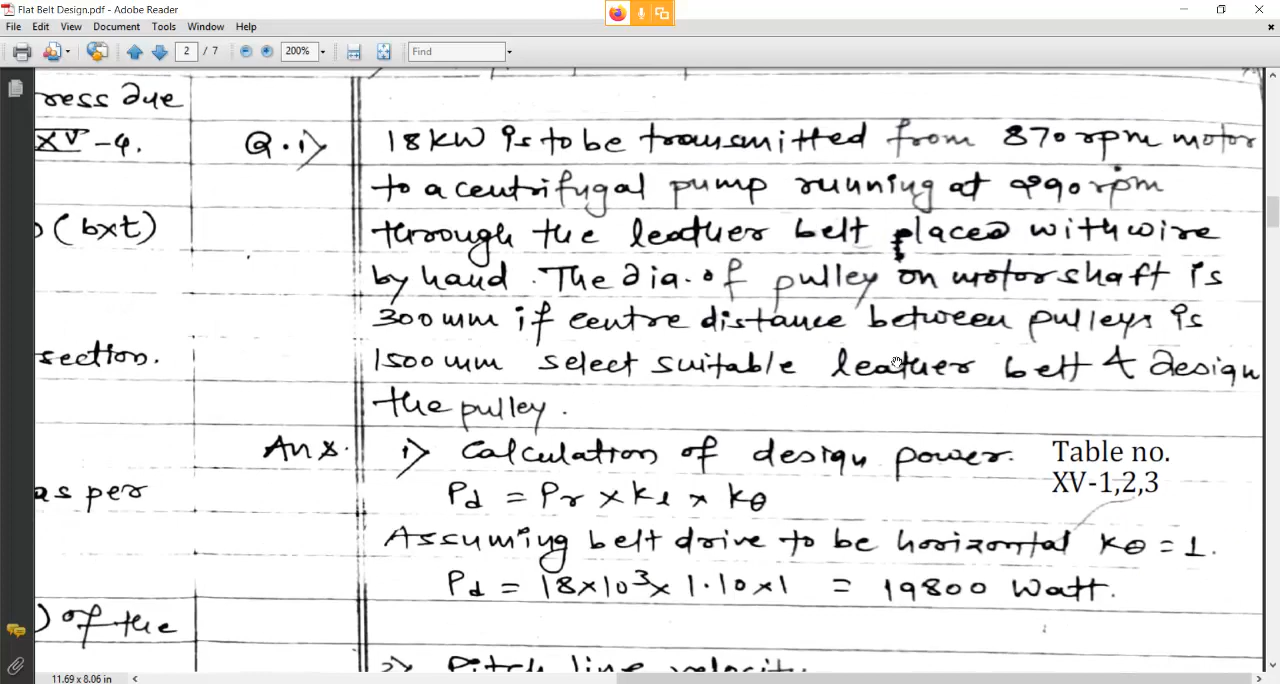 Flat Belt Design.pdf - Adobe Reader
File Edit View Document Tools Window Help
2 / 7 200% Find
ress due
XV-4.
(bxt)
section.
as per
) of the
Q.1) 18 KW is to be transmitted from 870 rpm motor
to a centrifugal pump running at 290 rpm
through the leather belt placed with wire
by hand. The dia. of pulley on motor shaft is
300 mm if centre distance between pulleys is
1500 mm select suitable leather belt & design
the pulley.
Ans. 1) Calculation of design power.
Table no.
XV-1,2,3
Pd = Pr x Kl x Kθ
Assuming belt drive to be horizontal Kθ = 1.
Pd = 18x10³x 1.10x1 = 19800 Watt.
2) Pitch line velocity.
11.69 x 8.06 in